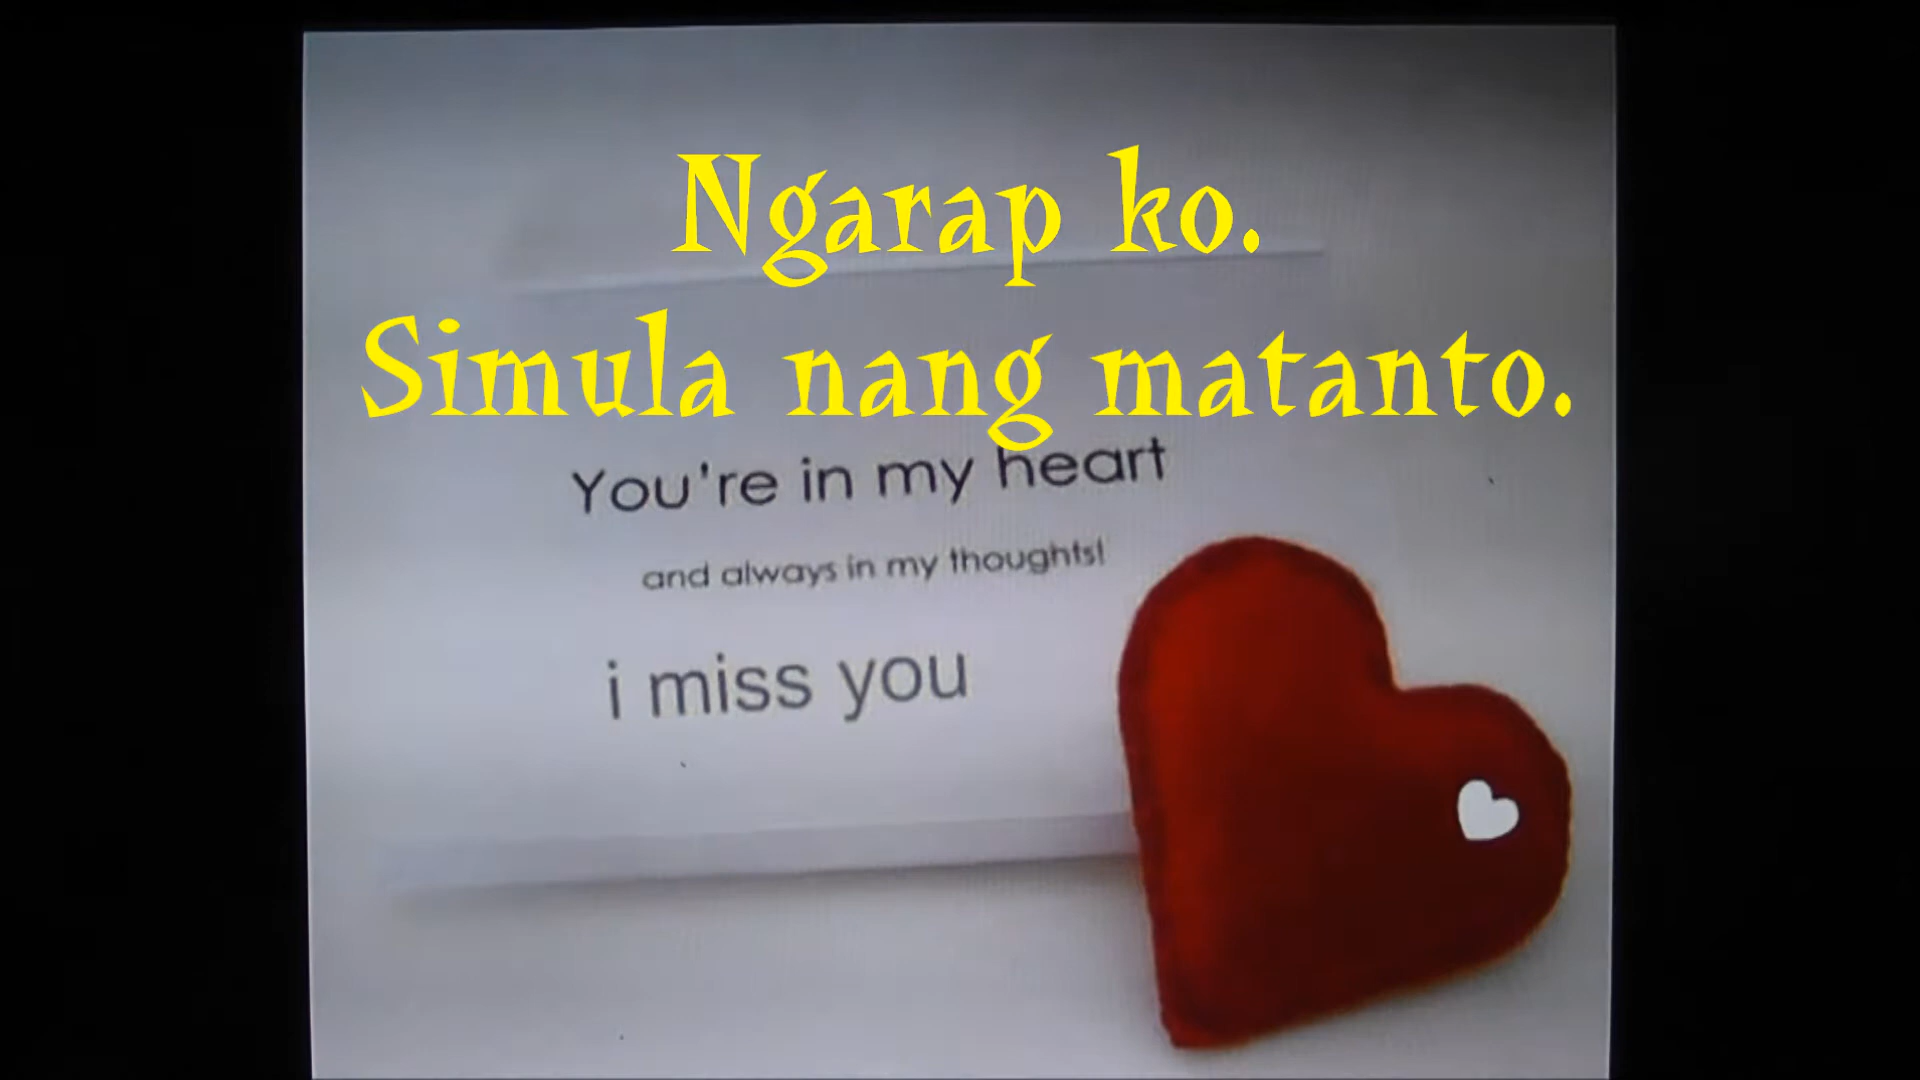 Ngarap ko.
Simula nang matanto.
You're in my heart
and always in my thoughts!
i miss you